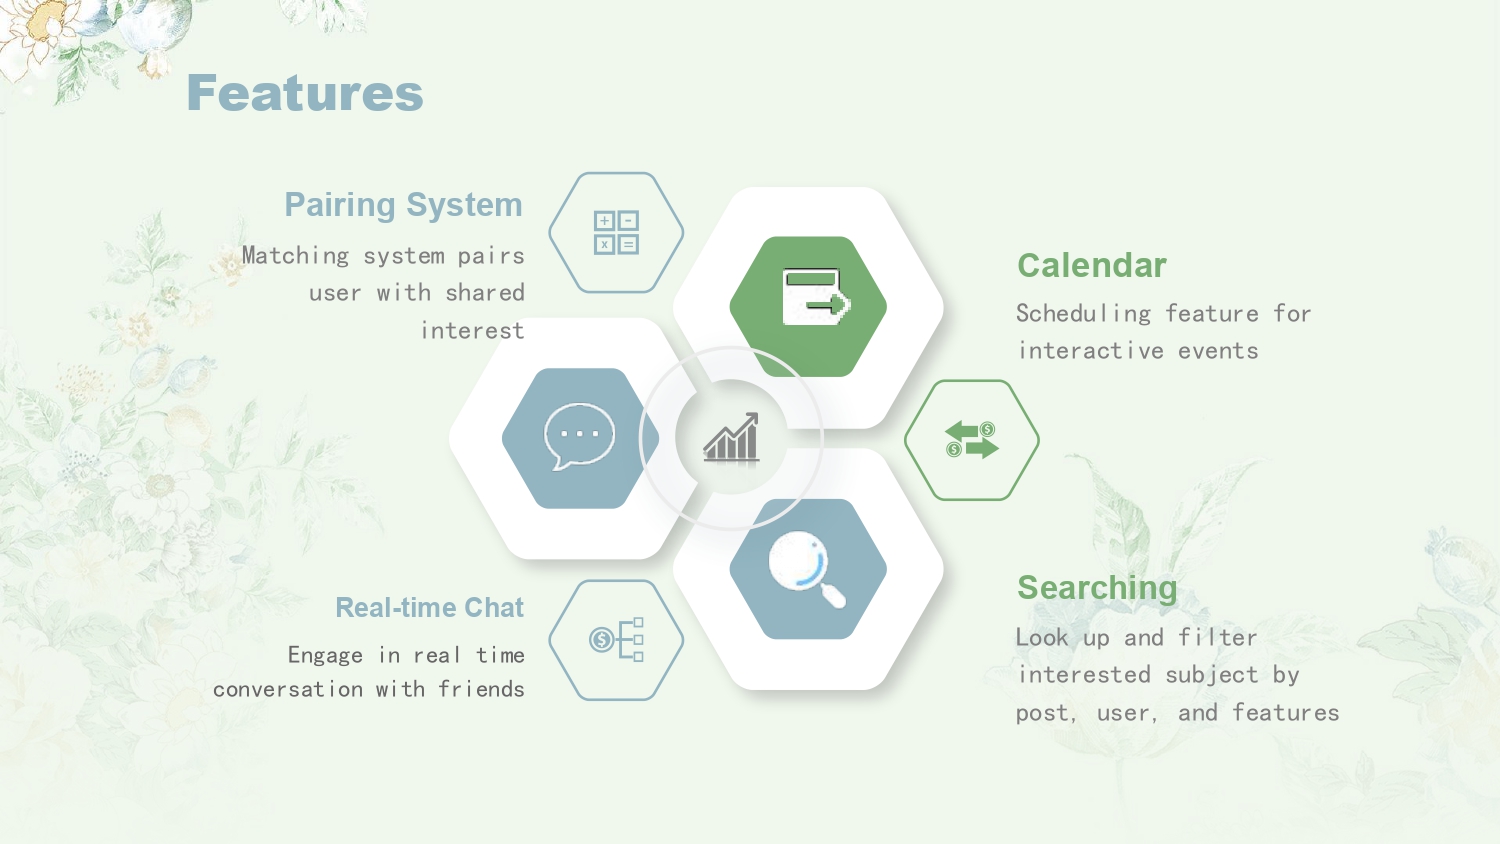 Features
Pairing System
Matching system pairs
user with shared
interest
Calendar
Scheduling feature for
interactive events
Real-time Chat
Engage in real time
conversation with friends
Searching
Look up and filter
interested subject by
post, user, and features